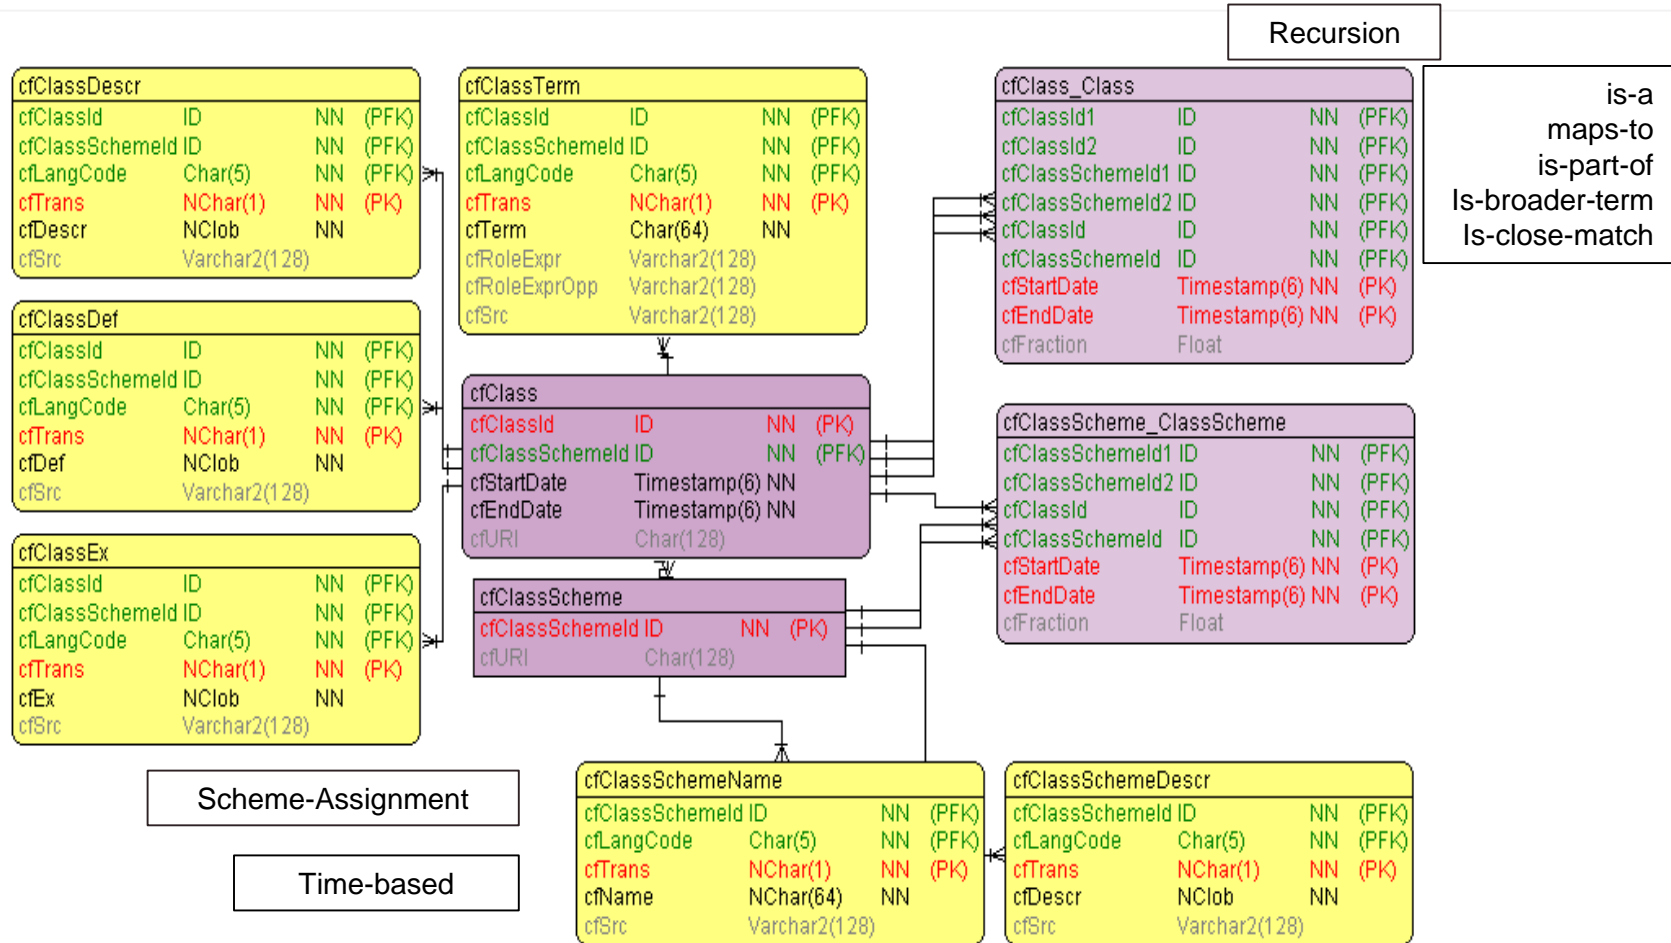 Recursion
is-a
maps-to
is-part-of
Is-broader-term
Is-close-match
cfClassDescr
cfClassId ID NN (PFK)
cfClassSchemeId ID NN (PFK)
cfLangCode Char(5) NN (PFK)
cfTrans NChar(1) NN (PK)
cfDescr NClob NN
cfSrc Varchar2(128)
cfClassTerm
cfClassId ID NN (PFK)
cfClassSchemeId ID NN (PFK)
cfLangCode Char(5) NN (PFK)
cfTrans NChar(1) NN (PK)
cfTerm Char(64) NN
cfRoleExpr Varchar2(128)
cfRoleExprOpp Varchar2(128)
cfSrc Varchar2(128)
cfClass_Class
cfClassId1 ID NN (PFK)
cfClassId2 ID NN (PFK)
cfClassSchemeId1 ID NN (PFK)
cfClassSchemeId2 ID NN (PFK)
cfClassId ID NN (PFK)
cfClassSchemeId ID NN (PFK)
cfStartDate Timestamp(6) NN (PK)
cfEndDate Timestamp(6) NN (PK)
cfFraction Float
cfClassDef
cfClassId ID NN (PFK)
cfClassSchemeId ID NN (PFK)
cfLangCode Char(5) NN (PFK)
cfTrans NChar(1) NN (PK)
cfDef NClob NN
cfSrc Varchar2(128)
cfClass
cfClassId ID NN (PK)
cfClassSchemeId ID NN (PFK)
cfStartDate Timestamp(6) NN
cfEndDate Timestamp(6) NN
cfURI Char(128)
cfClassScheme_ClassScheme
cfClassSchemeId1 ID NN (PFK)
cfClassSchemeId2 ID NN (PFK)
cfClassId ID NN (PFK)
cfClassSchemeId ID NN (PFK)
cfStartDate Timestamp(6) NN (PK)
cfEndDate Timestamp(6) NN (PK)
cfFraction Float
cfClassEx
cfClassId ID NN (PFK)
cfClassSchemeId ID NN (PFK)
cfLangCode Char(5) NN (PFK)
cfTrans NChar(1) NN (PK)
cfEx NClob NN
cfSrc Varchar2(128)
cfClassScheme
cfClassSchemeId ID NN (PK)
cfURI Char(128)
Scheme-Assignment
Time-based
cfClassSchemeName
cfClassSchemeId ID NN (PFK)
cfLangCode Char(5) NN (PFK)
cfTrans NChar(1) NN (PK)
cfName NChar(64) NN
cfSrc Varchar2(128)
cfClassSchemeDescr
cfClassSchemeId ID NN (PFK)
cfLangCode Char(5) NN (PFK)
cfTrans NChar(1) NN (PK)
cfDescr NClob NN
cfSrc Varchar2(128)